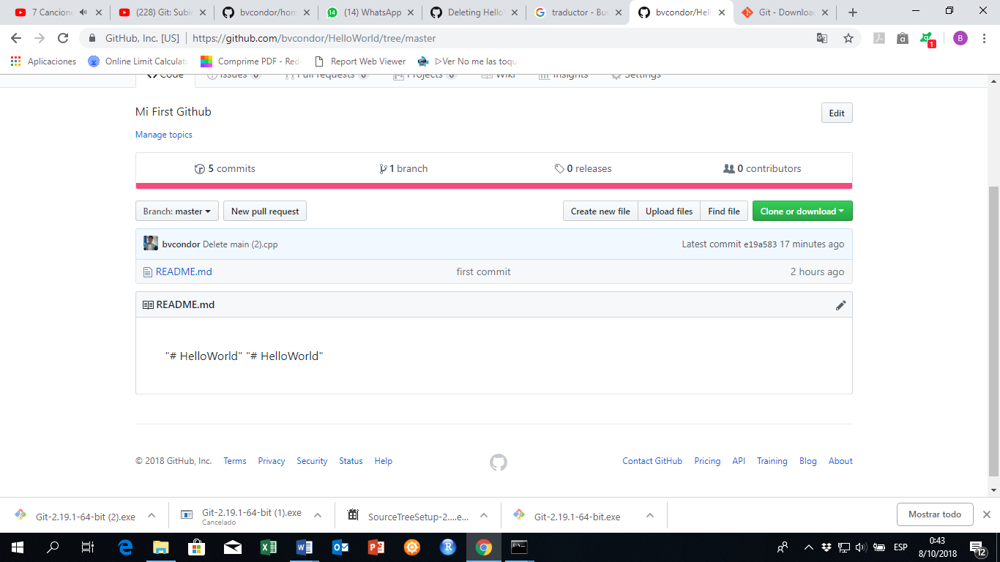 7 Cancione
(228) Git: Subir
bvcondor/hom
(14) WhatsApp
Deleting Hello
traductor - Bus
bvcondor/Hell
Git - Download
GitHub, Inc. [US] | https://github.com/bvcondor/HelloWorld/tree/master
B
1
Aplicaciones
Online Limit Calculate
Comprime PDF - Red
Report Web Viewer
▷Ver No me las toqu
Code
Issues 0
Pull requests 0
Projects 0
Wiki
Insights
Settings
Mi First Github
Edit
Manage topics
5 commits
1 branch
0 releases
0 contributors
Branch: master
New pull request
Create new file
Upload files
Find file
Clone or download
bvcondor Delete main (2).cpp
Latest commit e19a583 17 minutes ago
README.md
first commit
2 hours ago
README.md
"# HelloWorld" "# HelloWorld"
© 2018 GitHub, Inc.
Terms
Privacy
Security
Status
Help
Contact GitHub
Pricing
API
Training
Blog
About
Git-2.19.1-64-bit (2).exe
Git-2.19.1-64-bit (1).exe
Cancelado
SourceTreeSetup-2....e...
Git-2.19.1-64-bit.exe
Mostrar todo
ESP
0:43
8/10/2018
12